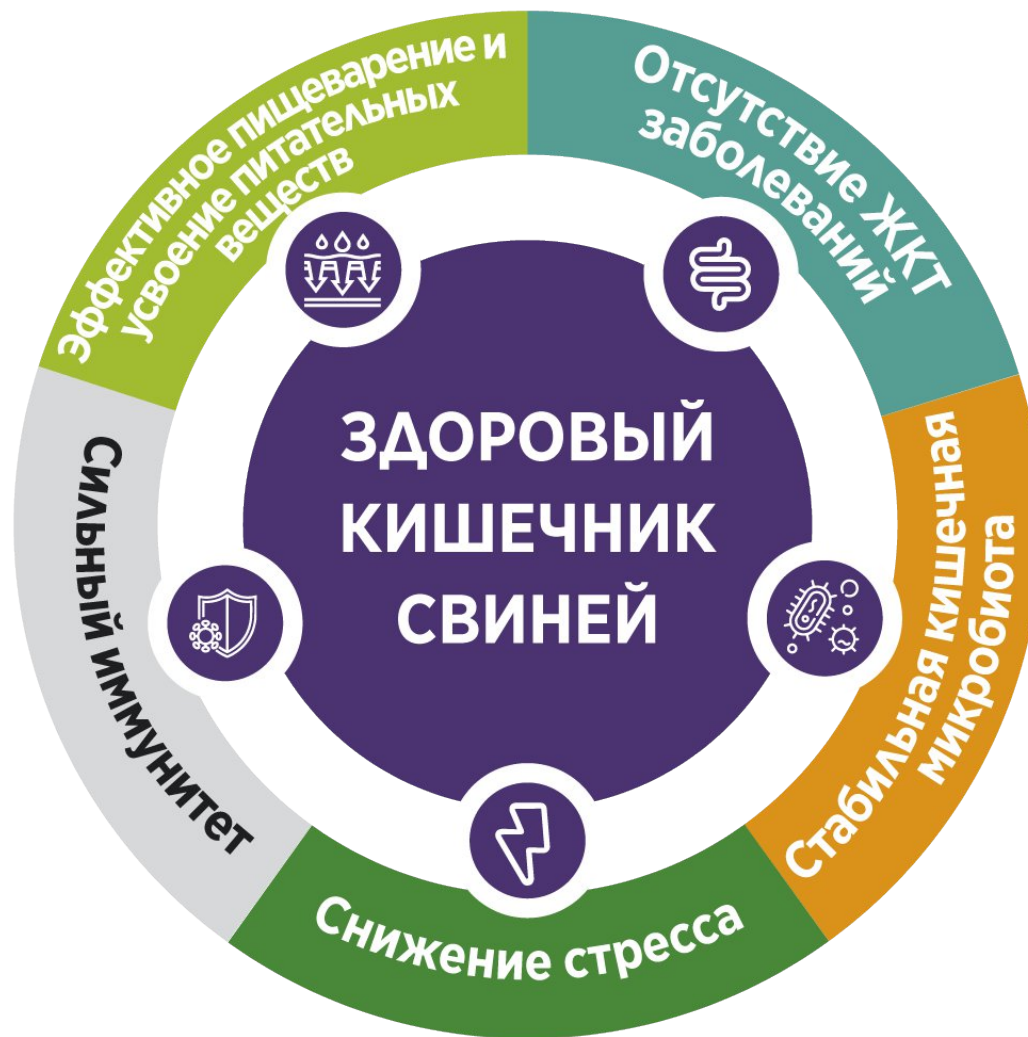 Эффективное пищеварение и
усвоение питательных
веществ
Отсутствие ЖКТ
заболеваний
ЗДОРОВЫЙ
КИШЕЧНИК
СВИНЕЙ
Стабильная кишечная
микробиота
Снижение стресса
Сильный иммунитет